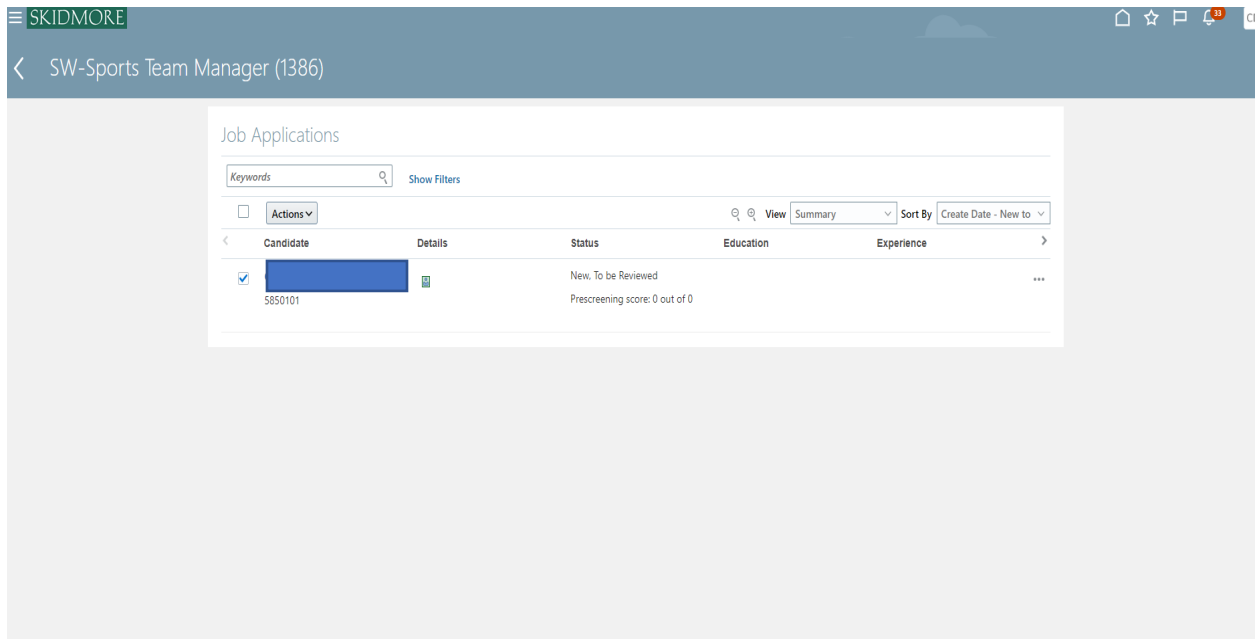 SKIDMORE
33
SW-Sports Team Manager (1386)
Job Applications
Keywords
Show Filters
Actions
View Summary Sort By Create Date - New to
Candidate Details Status Education Experience
New, To be Reviewed
5850101 Prescreening score: 0 out of 0